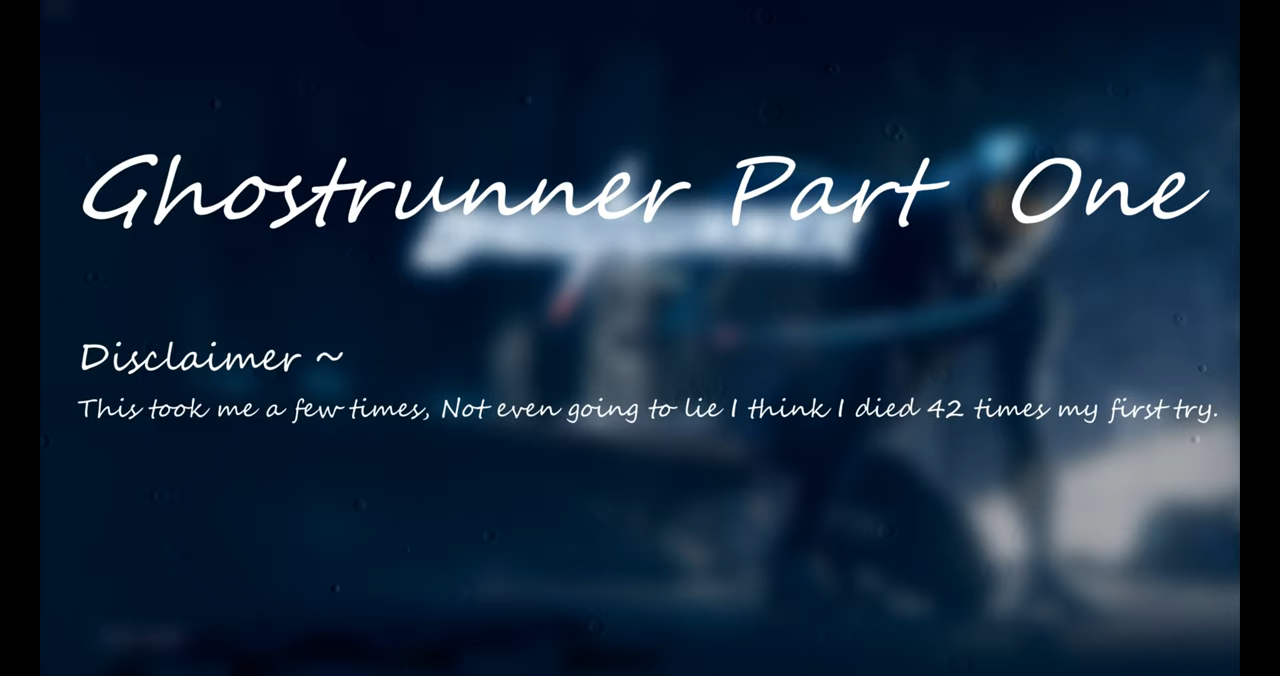 Ghostrunner Part One
Disclaimer ~
This took me a few times, Not even going to lie I think I died 42 times my first try.